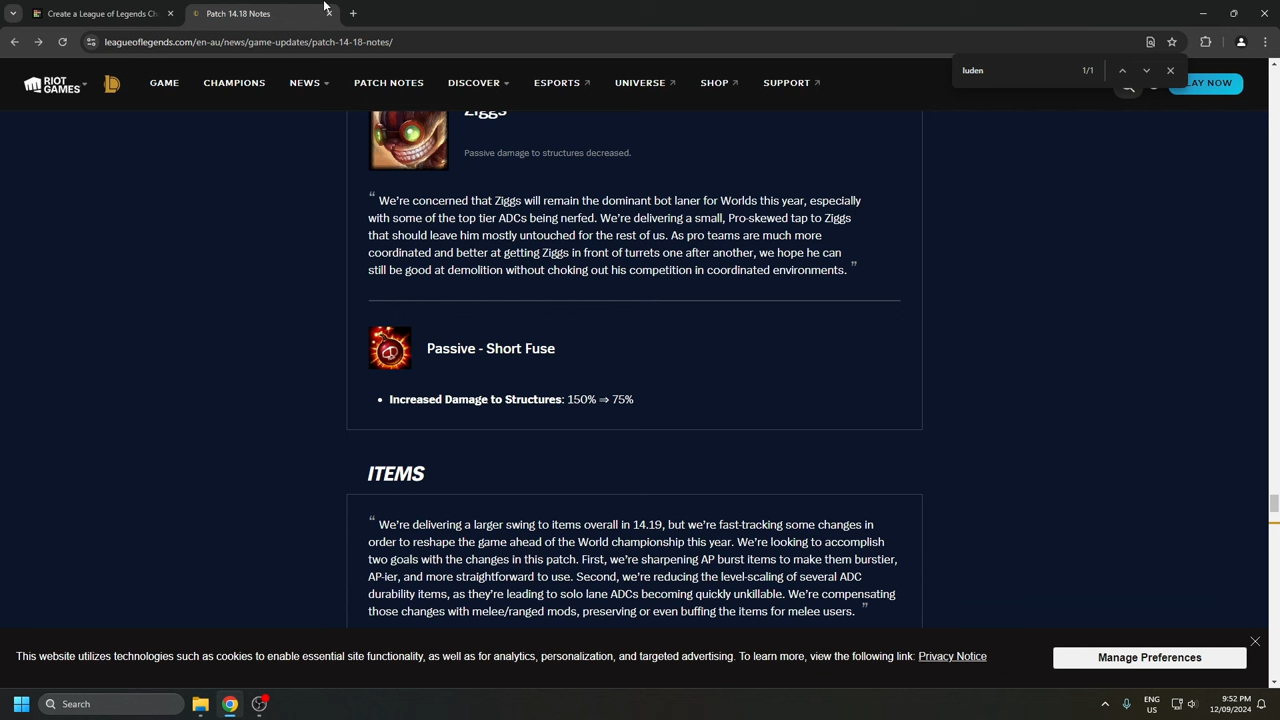 Create a League of Legends Ch
Patch 14.18 Notes
leagueoflegends.com/en-au/news/game-updates/patch-14-18-notes/
luden
1/1
RIOT GAMES
GAME
CHAMPIONS
NEWS
PATCH NOTES
DISCOVER
ESPORTS
UNIVERSE
SHOP
SUPPORT
LAY NOW
Ziggs
Passive damage to structures decreased.
“ We're concerned that Ziggs will remain the dominant bot laner for Worlds this year, especially
with some of the top tier ADCs being nerfed. We're delivering a small, Pro-skewed tap to Ziggs
that should leave him mostly untouched for the rest of us. As pro teams are much more
coordinated and better at getting Ziggs in front of turrets one after another, we hope he can
still be good at demolition without choking out his competition in coordinated environments. ”
Passive - Short Fuse
• Increased Damage to Structures: 150% ⇒ 75%
ITEMS
“ We're delivering a larger swing to items overall in 14.19, but we're fast-tracking some changes in
order to reshape the game ahead of the World championship this year. We're looking to accomplish
two goals with the changes in this patch. First, we're sharpening AP burst items to make them burstier,
AP-ier, and more straightforward to use. Second, we're reducing the level-scaling of several ADC
durability items, as they're leading to solo lane ADCs becoming quickly unkillable. We're compensating
those changes with melee/ranged mods, preserving or even buffing the items for melee users. ”
This website utilizes technologies such as cookies to enable essential site functionality, as well as for analytics, personalization, and targeted advertising. To learn more, view the following link: Privacy Notice
Manage Preferences
Search
ENG
US
9:52 PM
12/09/2024